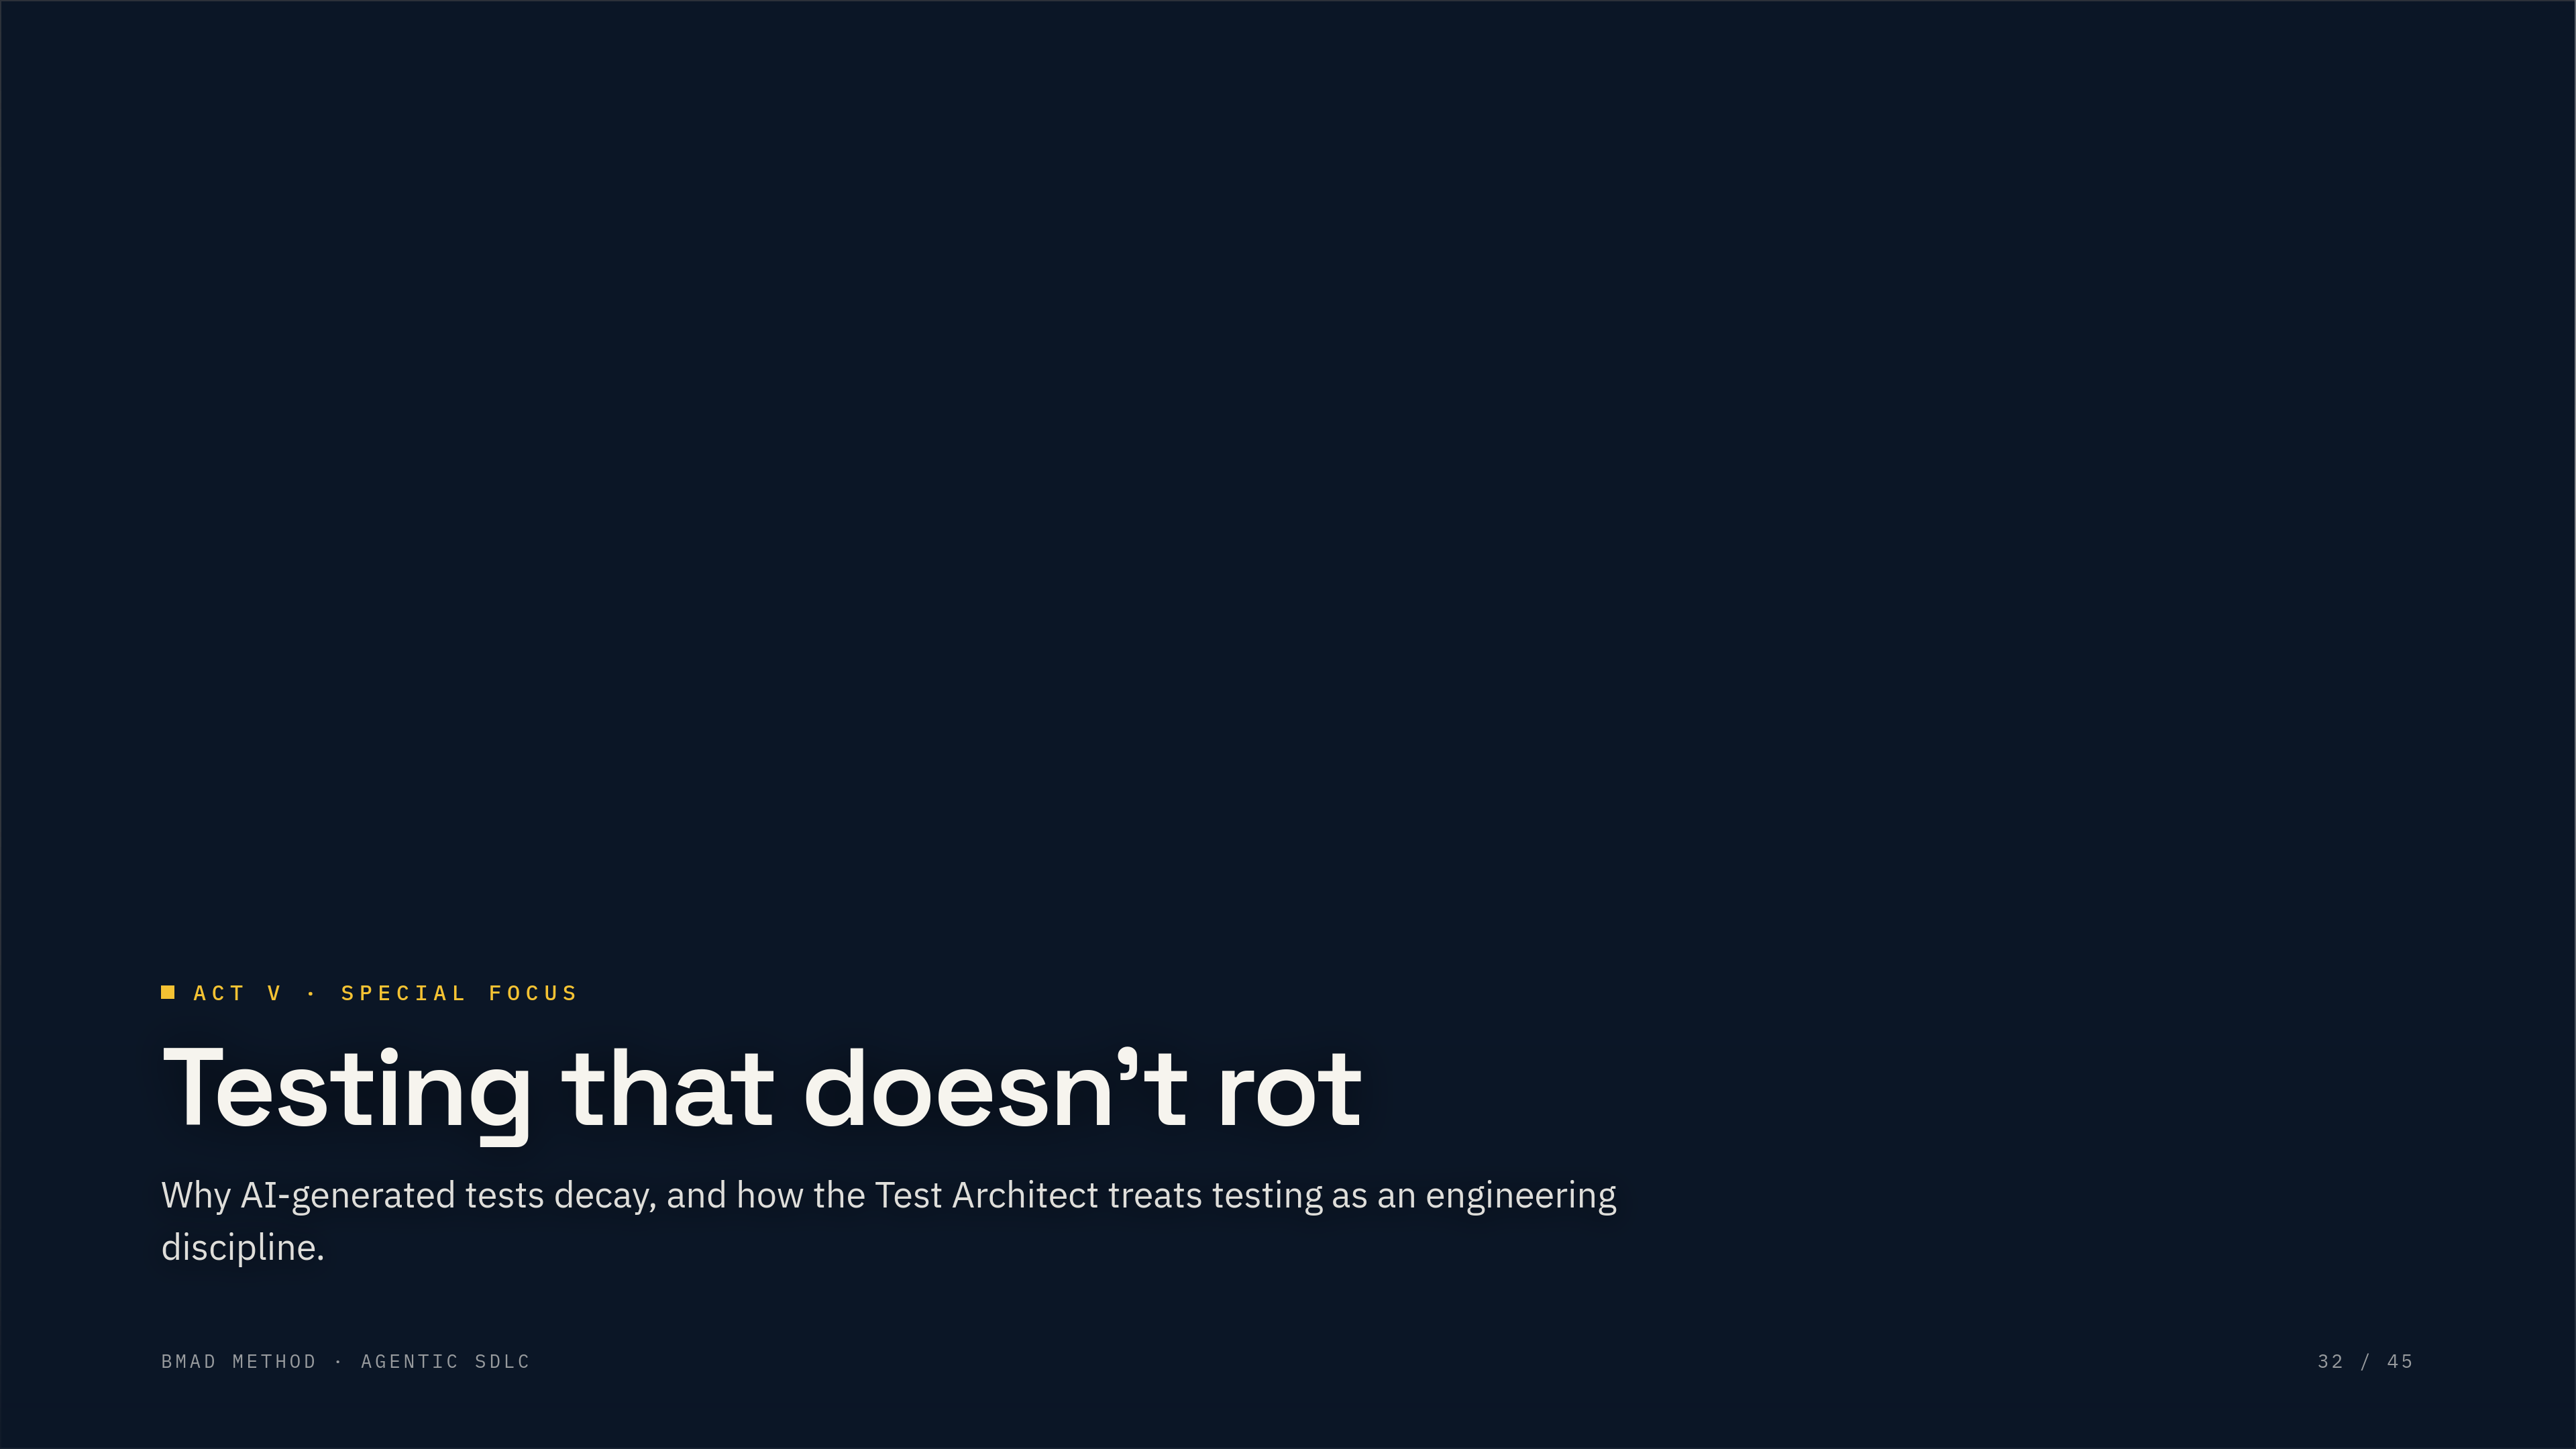 ACT V · SPECIAL FOCUS
Testing that doesn’t rot
Why AI-generated tests decay, and how the Test Architect treats testing as an engineering
discipline.
BMAD METHOD · AGENTIC SDLC
32 / 45